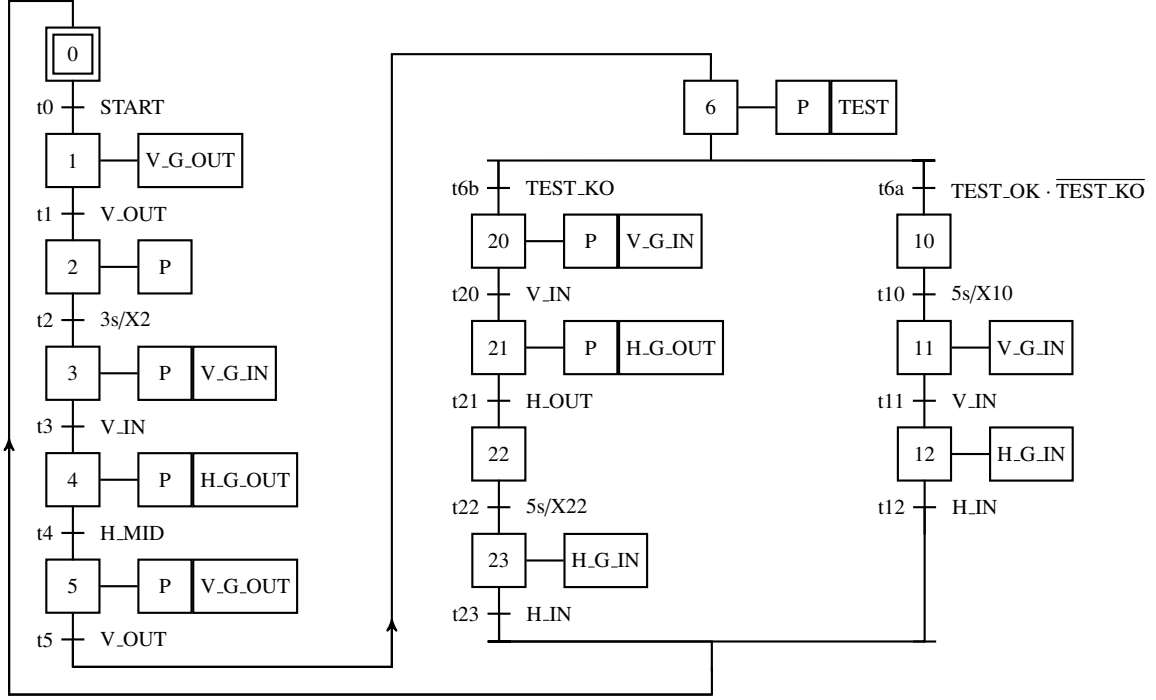 0
t0 START
1 V_G_OUT
t1 V_OUT
2 P
t2 3s/X2
3 P V_G_IN
t3 V_IN
4 P H_G_OUT
t4 H_MID
5 P V_G_OUT
t5 V_OUT
6 P TEST
t6b TEST_KO
20 P V_G_IN
t20 V_IN
21 P H_G_OUT
t21 H_OUT
22
t22 5s/X22
23 H_G_IN
t23 H_IN
t6a TEST_OK · \overline{TEST_KO}
10
t10 5s/X10
11 V_G_IN
t11 V_IN
12 H_G_IN
t12 H_IN